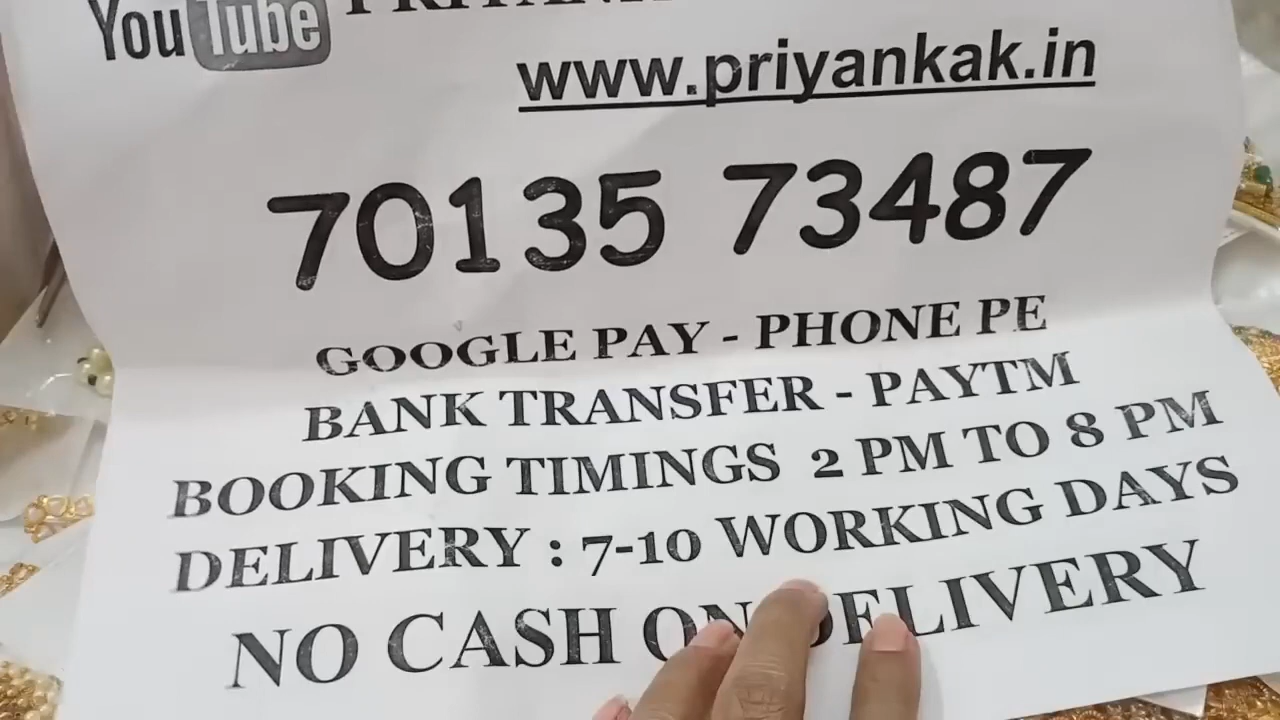 YouTube
www.priyankak.in
70135 73487
GOOGLE PAY - PHONE PE
BANK TRANSFER - PAYTM
BOOKING TIMINGS 2 PM TO 8 PM
DELIVERY : 7-10 WORKING DAYS
NO CASH ON DELIVERY